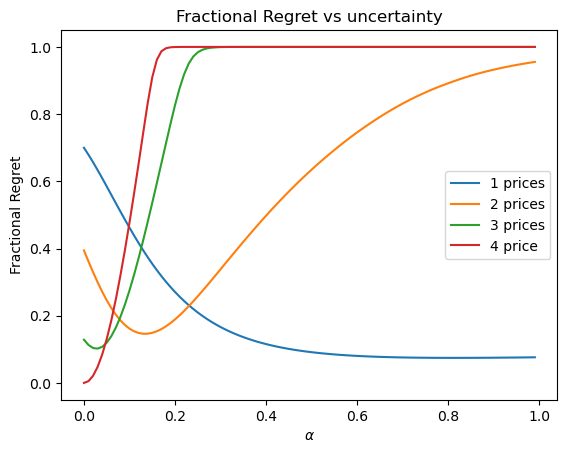 Fractional Regret vs uncertainty
Fractional Regret
1.0
0.8
0.6
0.4
0.2
0.0
1 prices
2 prices
3 prices
4 price
0.0 0.2 0.4 0.6 0.8 1.0
α